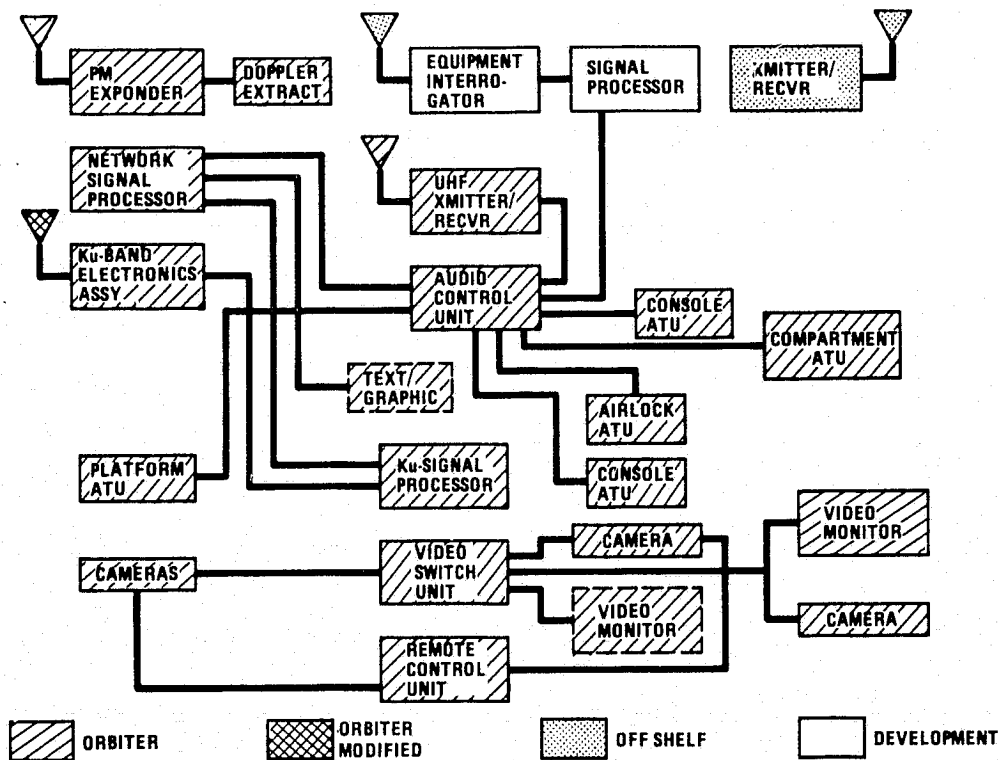 PM
EXPONDER
DOPPLER
EXTRACT
EQUIPMENT
INTERRO-
GATOR
SIGNAL
PROCESSOR
XMITTER/
RECVR
NETWORK
SIGNAL
PROCESSOR
UHF
XMITTER/
RECVR
Ku-BAND
ELECTRONICS
ASSY
AUDIO
CONTROL
UNIT
CONSOLE
ATU
COMPARTMENT
ATU
TEXT/
GRAPHIC
AIRLOCK
ATU
PLATFORM
ATU
Ku-SIGNAL
PROCESSOR
CONSOLE
ATU
CAMERAS
VIDEO
SWITCH
UNIT
CAMERA
VIDEO
MONITOR
VIDEO
MONITOR
CAMERA
REMOTE
CONTROL
UNIT
ORBITER
ORBITER
MODIFIED
OFF SHELF
DEVELOPMENT